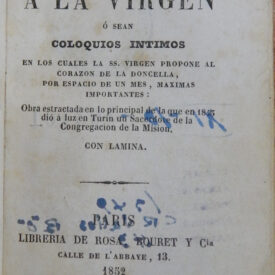 A LA VIRGEN
Ó SEAN
COLOQUIOS INTIMOS
EN LOS CUALES LA SS. VIRGEN PROPONE AL
CORAZON DE LA DONCELLA,
POR ESPACIO DE UN MES, MAXIMAS
IMPORTANTES:
Obra estractada en lo principal de la que en 1843
dió á luz en Turin un Sacerdote de la
Congregacion de la Mision.
CON LAMINA.
PARIS
LIBRERIA DE ROSA, BOURET Y Cia
CALLE DE L'ABBAYE, 13.
1852